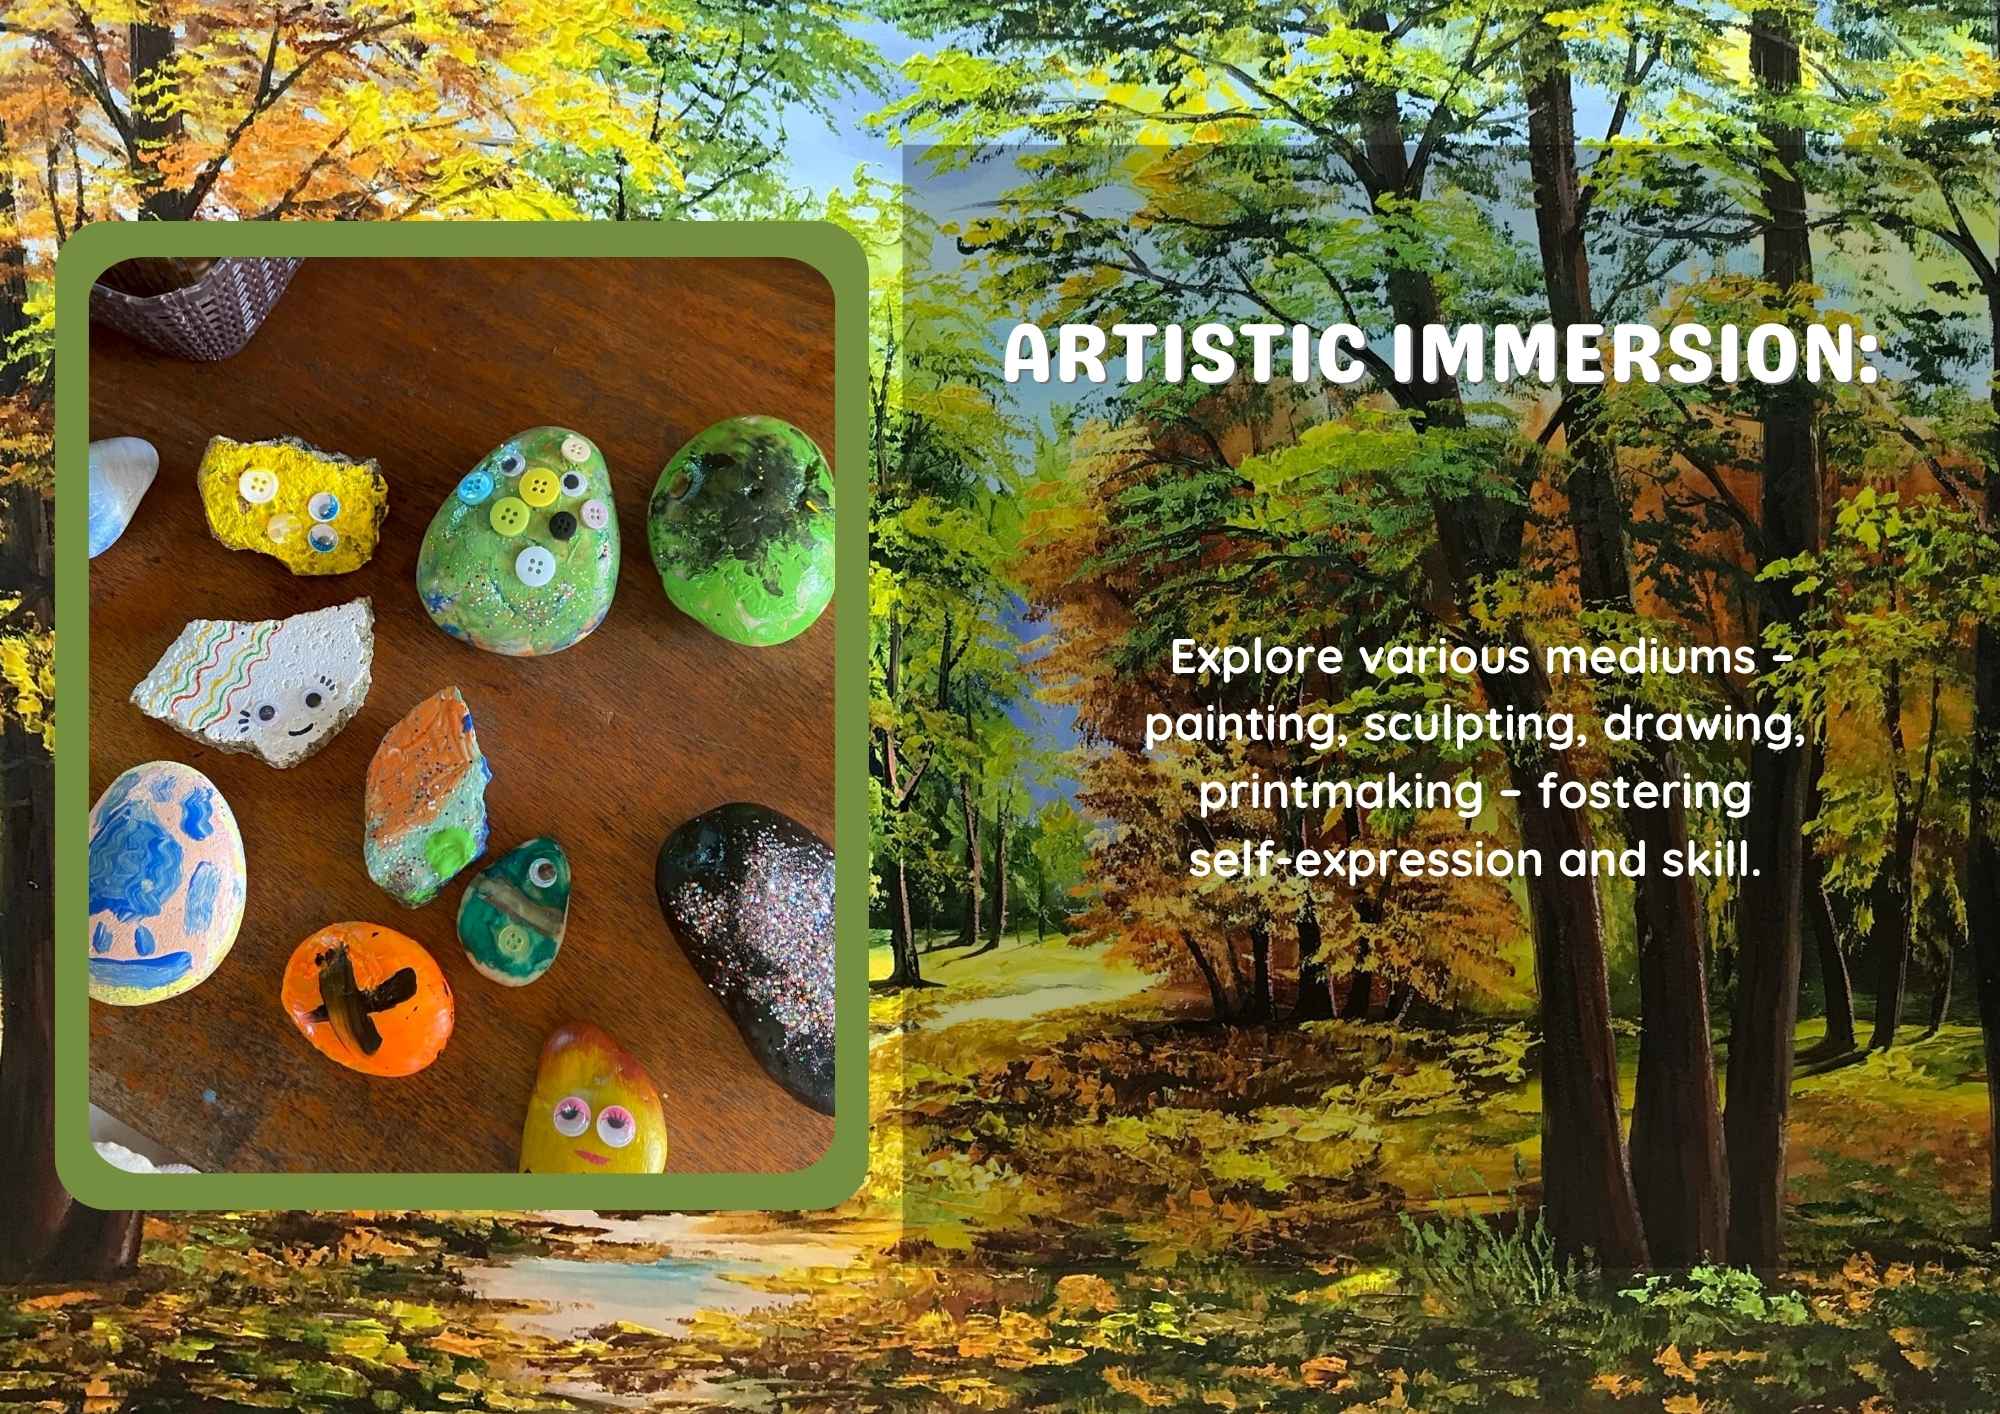 ARTISTIC IMMERSION:
Explore various mediums –
painting, sculpting, drawing,
printmaking – fostering
self-expression and skill.